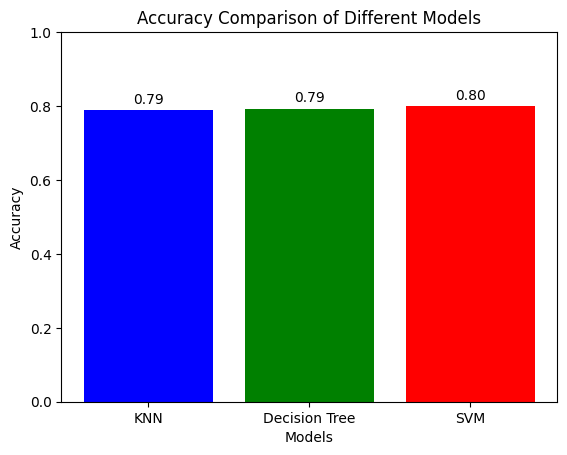 Accuracy Comparison of Different Models
1.0
0.8
0.6
0.4
0.2
0.0
Accuracy
0.79
0.79
0.80
KNN
Decision Tree
SVM
Models